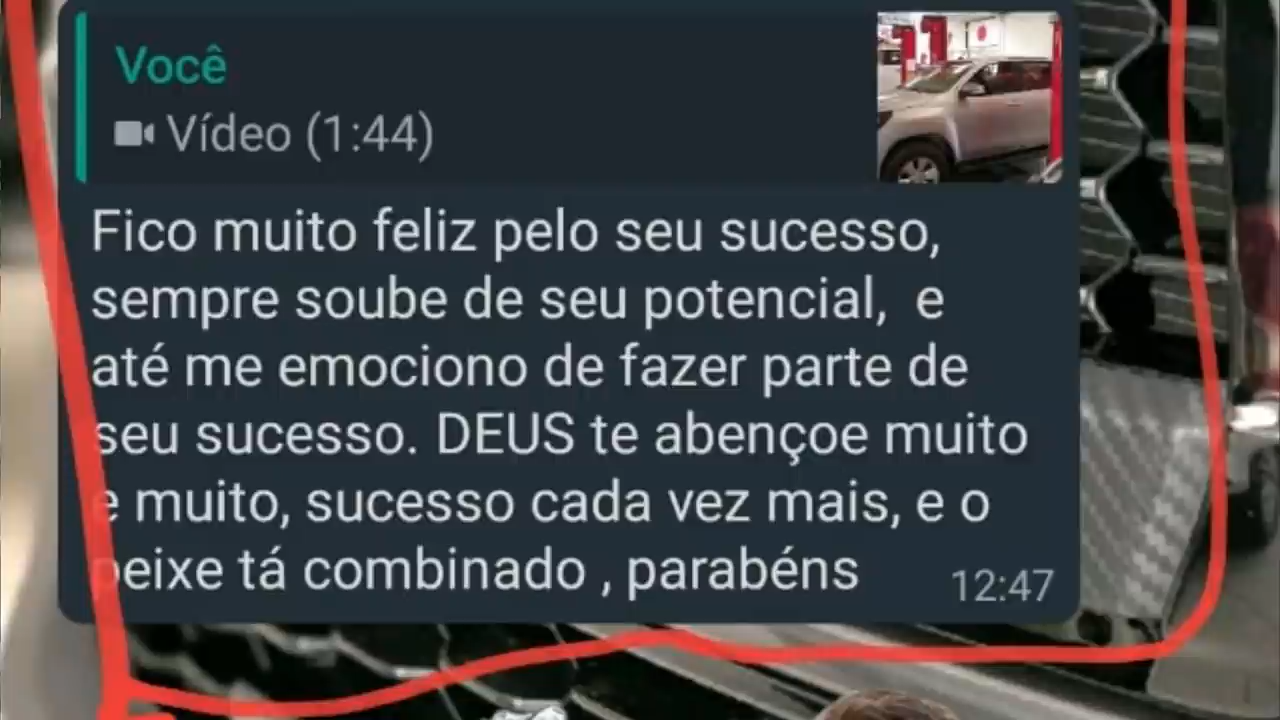 Você
Vídeo (1:44)
Fico muito feliz pelo seu sucesso,
sempre soube de seu potencial,  e
até me emociono de fazer parte de
seu sucesso. DEUS te abençoe muito
e muito, sucesso cada vez mais, e o
peixe tá combinado , parabéns
12:47